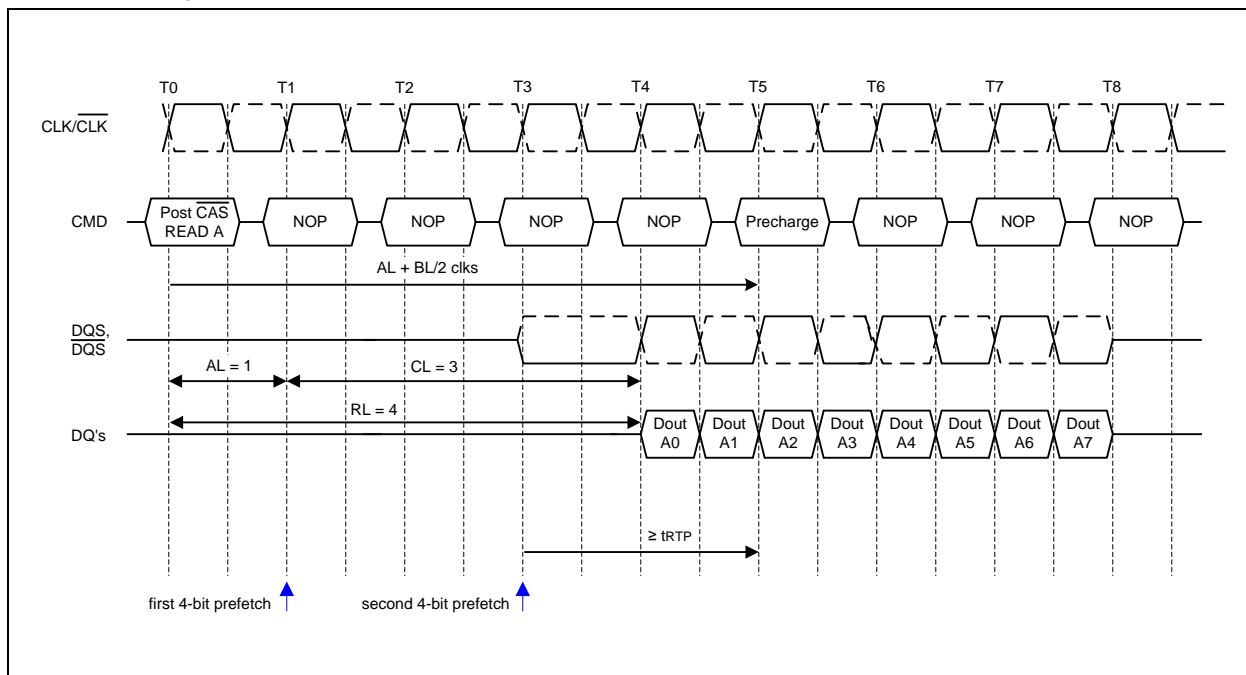 T0 T1 T2 T3 T4 T5 T6 T7 T8
CLK/CLK
CMD
Post CAS
READ A
NOP
NOP
NOP
NOP
Precharge
NOP
NOP
NOP
AL + BL/2 clks
DQS,
DQS
AL = 1
CL = 3
RL = 4
DQ's
Dout
A0
Dout
A1
Dout
A2
Dout
A3
Dout
A4
Dout
A5
Dout
A6
Dout
A7
≥ tRTP
first 4-bit prefetch
second 4-bit prefetch